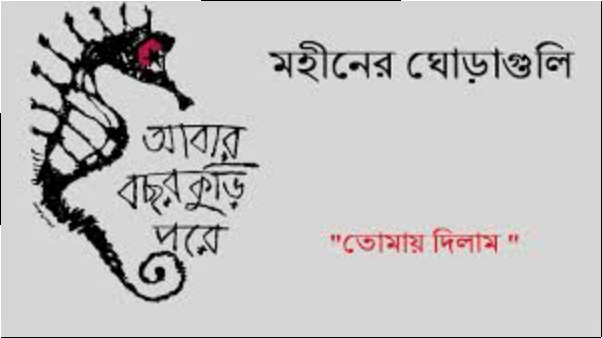 মহীনের ঘোড়াগুলি
আবার
বছর কুড়ি
পরে
"তোমায় দিলাম "